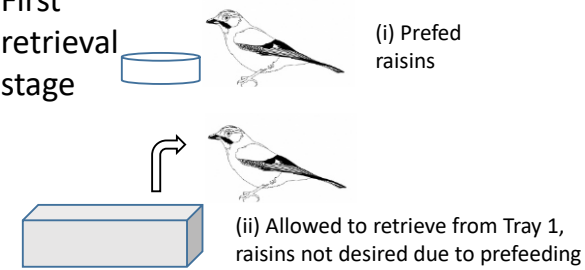 First
retrieval
stage
(i) Prefed
raisins
(ii) Allowed to retrieve from Tray 1,
raisins not desired due to prefeeding